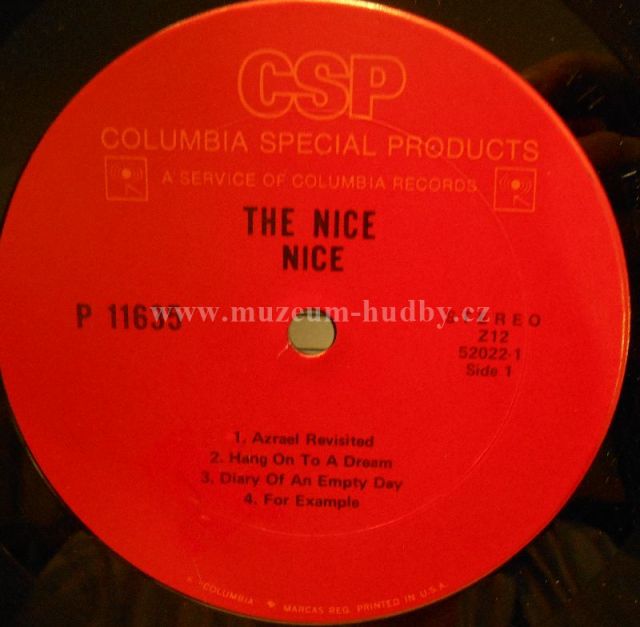 CSP
COLUMBIA SPECIAL PRODUCTS
A SERVICE OF COLUMBIA RECORDS
THE NICE
NICE
P 11635
www.muzeum-hudby.cz
STEREO
Z12
52022-1
Side 1
1. Azrael Revisited
2. Hang On To A Dream
3. Diary Of An Empty Day
4. For Example
COLUMBIA MARCAS REG. PRINTED IN U.S.A.